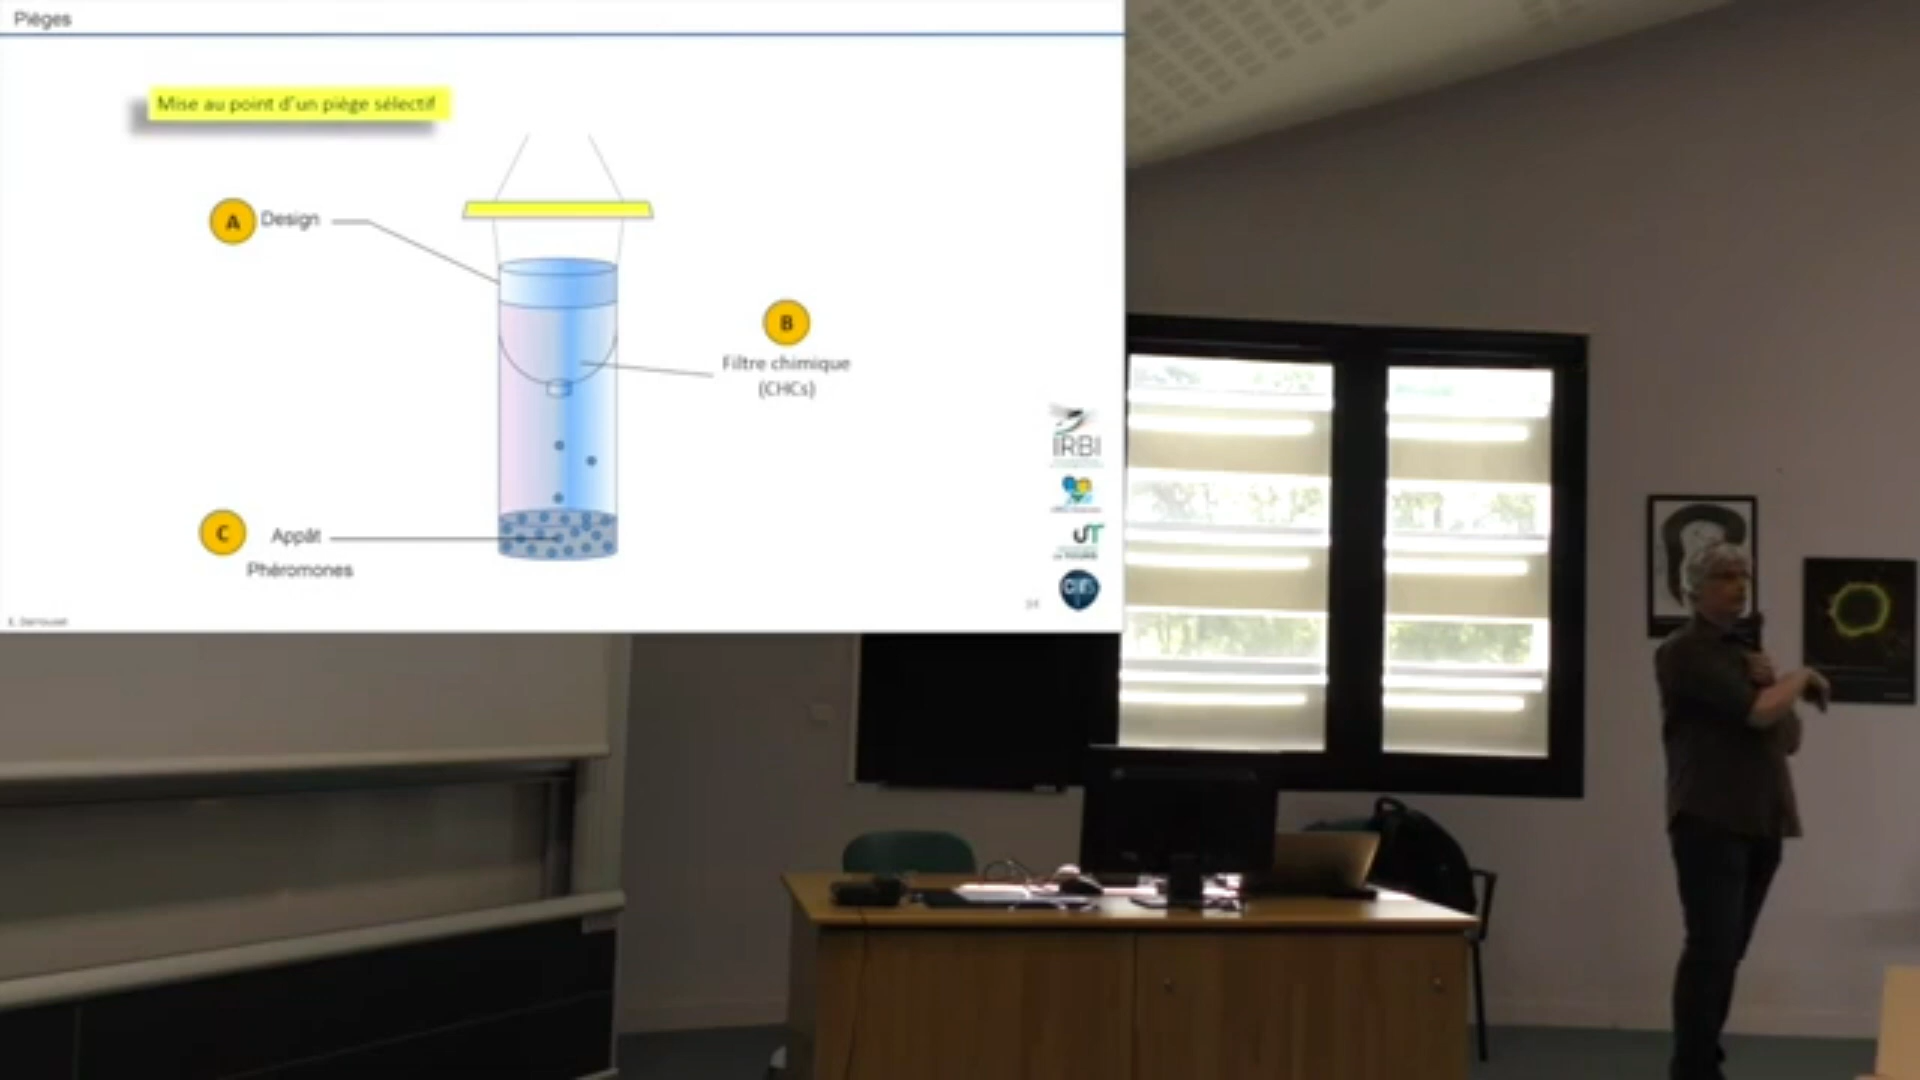 Pièges
Mise au point d'un piège sélectif
A
Design
B
Filtre chimique
(CHCs)
C
Appât
Phéromones
IRBI